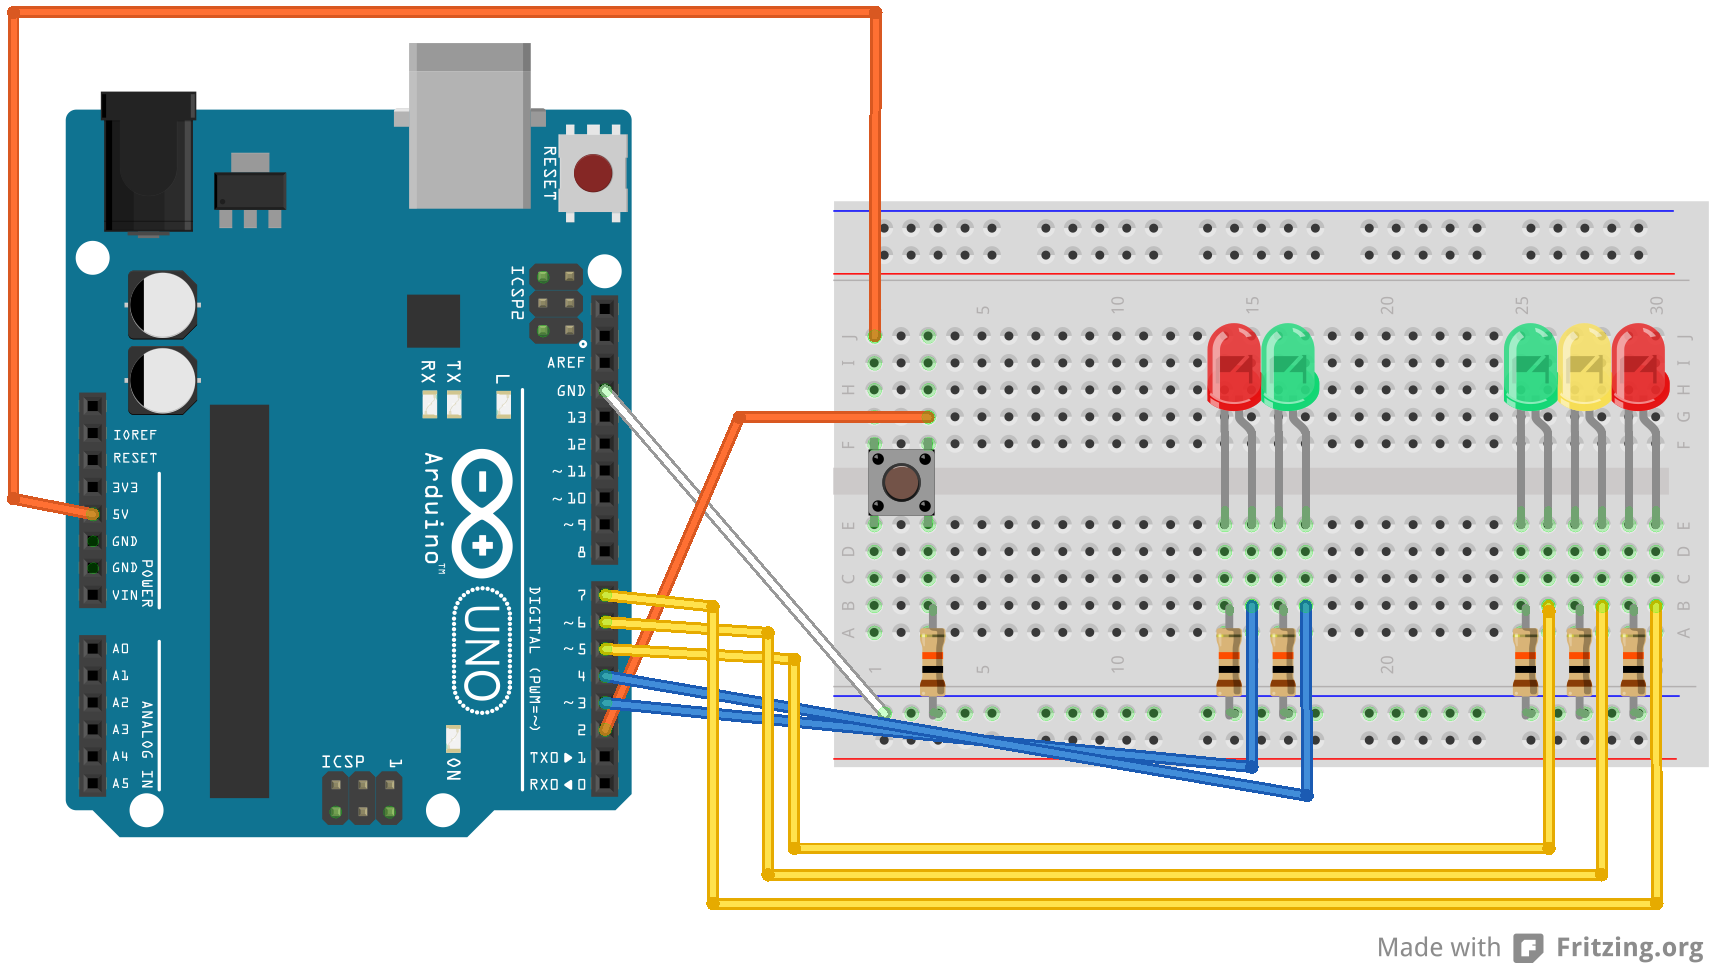 RESET
ICSP2
AREF
GND
13
12
~11
~10
~9
8
RX
TX
L
IOREF
RESET
3V3
5V
GND
GND
VIN
POWER
Arduino™
UNO
DIGITAL (PWM=~)
7
~6
~5
4
~3
2
TXO▶1
RXO◀0
A0
A1
A2
A3
A4
A5
ANALOG IN
ICSP
1
ON
5
10
15
20
25
30
J
I
H
G
F
E
D
C
B
A
J
I
H
G
F
E
D
C
B
A
1
5
10
20
Made with Fritzing.org